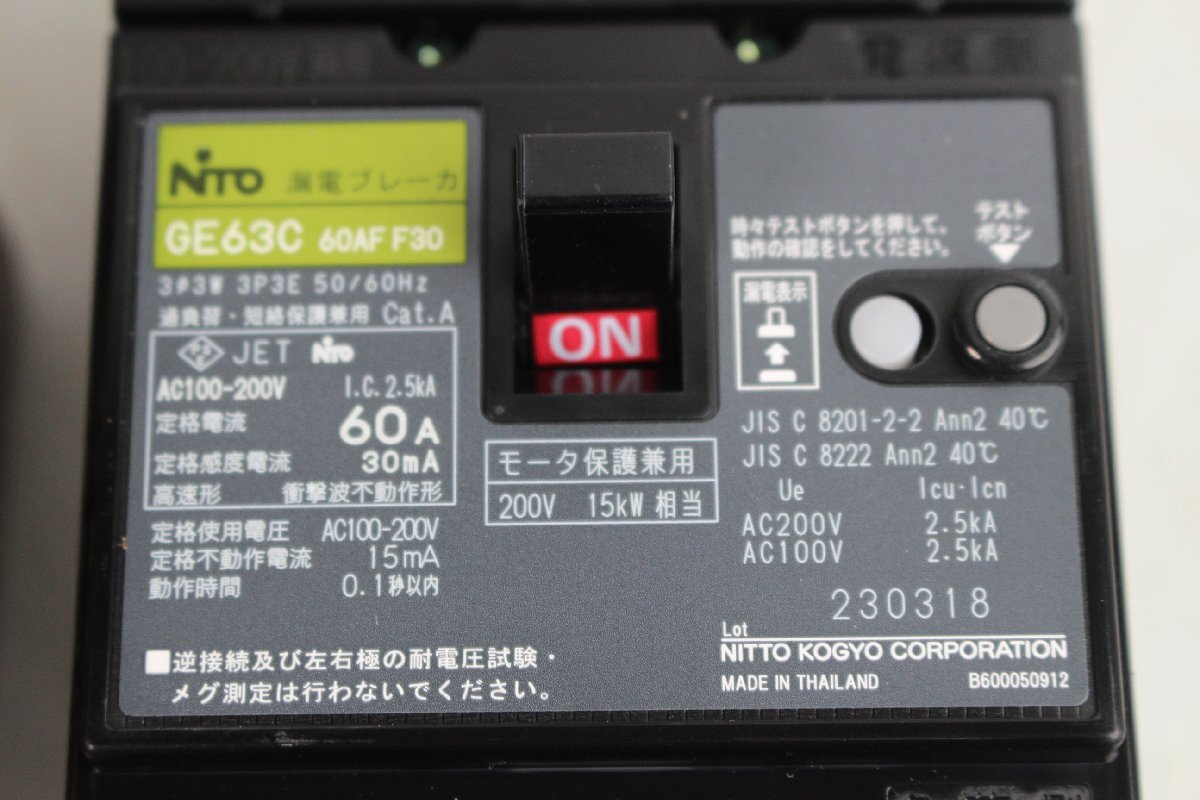 電源側
NiTO 漏電ブレーカ
GE63C 60AF F30
3φ3W 3P3E 50/60Hz
過負荷・短絡保護兼用 Cat.A
PSE JET NiTO
AC100-200V I.C.2.5kA
定格電流 60A
定格感度電流 30mA
高速形 衝撃波不動作形
定格使用電圧 AC100-200V
定格不動作電流 15mA
動作時間 0.1秒以内
■逆接続及び左右極の耐電圧試験・
メグ測定は行わないでください。
ON
モータ保護兼用
200V 15kW 相当
時々テストボタンを押して、
動作の確認をしてください。
テスト
ボタン
漏電表示
JIS C 8201-2-2 Ann2 40℃
JIS C 8222 Ann2 40℃
Ue Icu・Icn
AC200V 2.5kA
AC100V 2.5kA
230318
Lot
NITTO KOGYO CORPORATION
MADE IN THAILAND B600050912